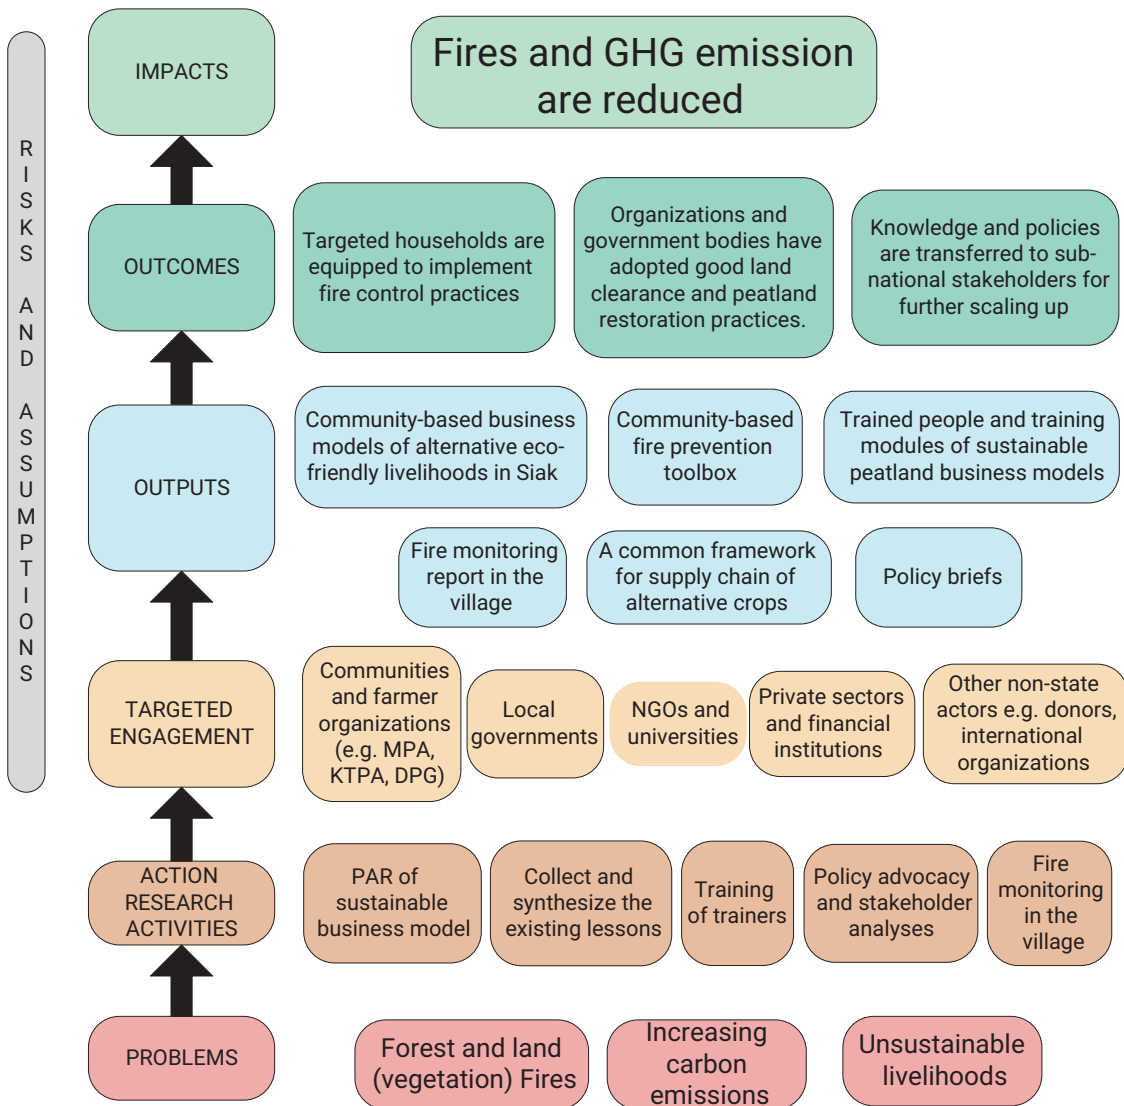 RISKS AND ASSUMPTIONS
IMPACTS
Fires and GHG emission
are reduced
OUTCOMES
Targeted households are
equipped to implement
fire control practices
Organizations and
government bodies have
adopted good land
clearance and peatland
restoration practices.
Knowledge and policies
are transferred to sub-
national stakeholders for
further scaling up
OUTPUTS
Community-based business
models of alternative eco-
friendly livelihoods in Siak
Community-based
fire prevention
toolbox
Trained people and training
modules of sustainable
peatland business models
Fire monitoring
report in the
village
A common framework
for supply chain of
alternative crops
Policy briefs
TARGETED
ENGAGEMENT
Communities
and farmer
organizations
(e.g. MPA,
KTPA, DPG)
Local
governments
NGOs and
universities
Private sectors
and financial
institutions
Other non-state
actors e.g. donors,
international
organizations
ACTION
RESEARCH
ACTIVITIES
PAR of
sustainable
business model
Collect and
synthesize the
existing lessons
Training
of trainers
Policy advocacy
and stakeholder
analyses
Fire
monitoring
in the
village
PROBLEMS
Forest and land
(vegetation) Fires
Increasing
carbon
emissions
Unsustainable
livelihoods